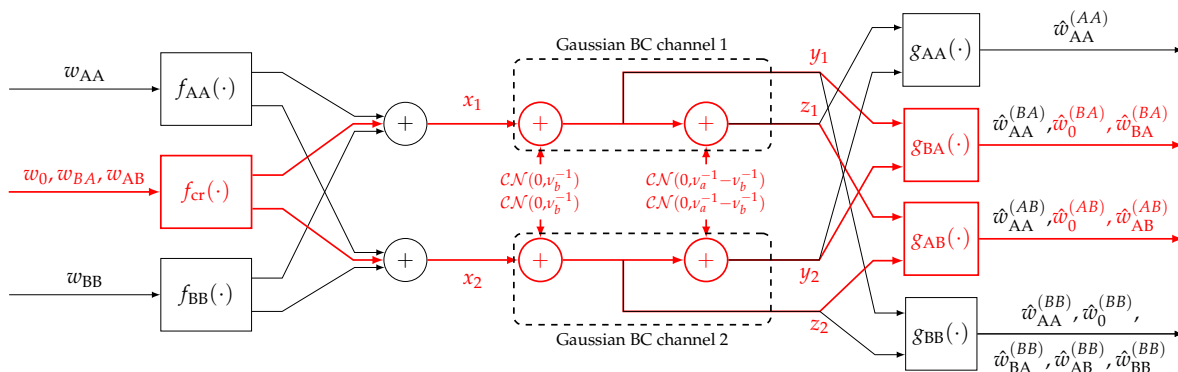 w_AA
f_AA(·)
w_0, w_BA, w_AB
f_cr(·)
w_BB
f_BB(·)
+
+
x_1
x_2
Gaussian BC channel 1
+
+
CN(0,ν_b^{-1})
CN(0,ν_b^{-1})
CN(0,ν_a^{-1}−ν_b^{-1})
CN(0,ν_a^{-1}−ν_b^{-1})
+
+
Gaussian BC channel 2
y_1
z_1
y_2
z_2
g_AA(·)
ŵ_AA^{(AA)}
g_BA(·)
ŵ_AA^{(BA)},ŵ_0^{(BA)}, ŵ_BA^{(BA)}
g_AB(·)
ŵ_AA^{(AB)},ŵ_0^{(AB)}, ŵ_AB^{(AB)}
g_BB(·)
ŵ_AA^{(BB)}, ŵ_0^{(BB)},
ŵ_BA^{(BB)}, ŵ_AB^{(BB)}, ŵ_BB^{(BB)}